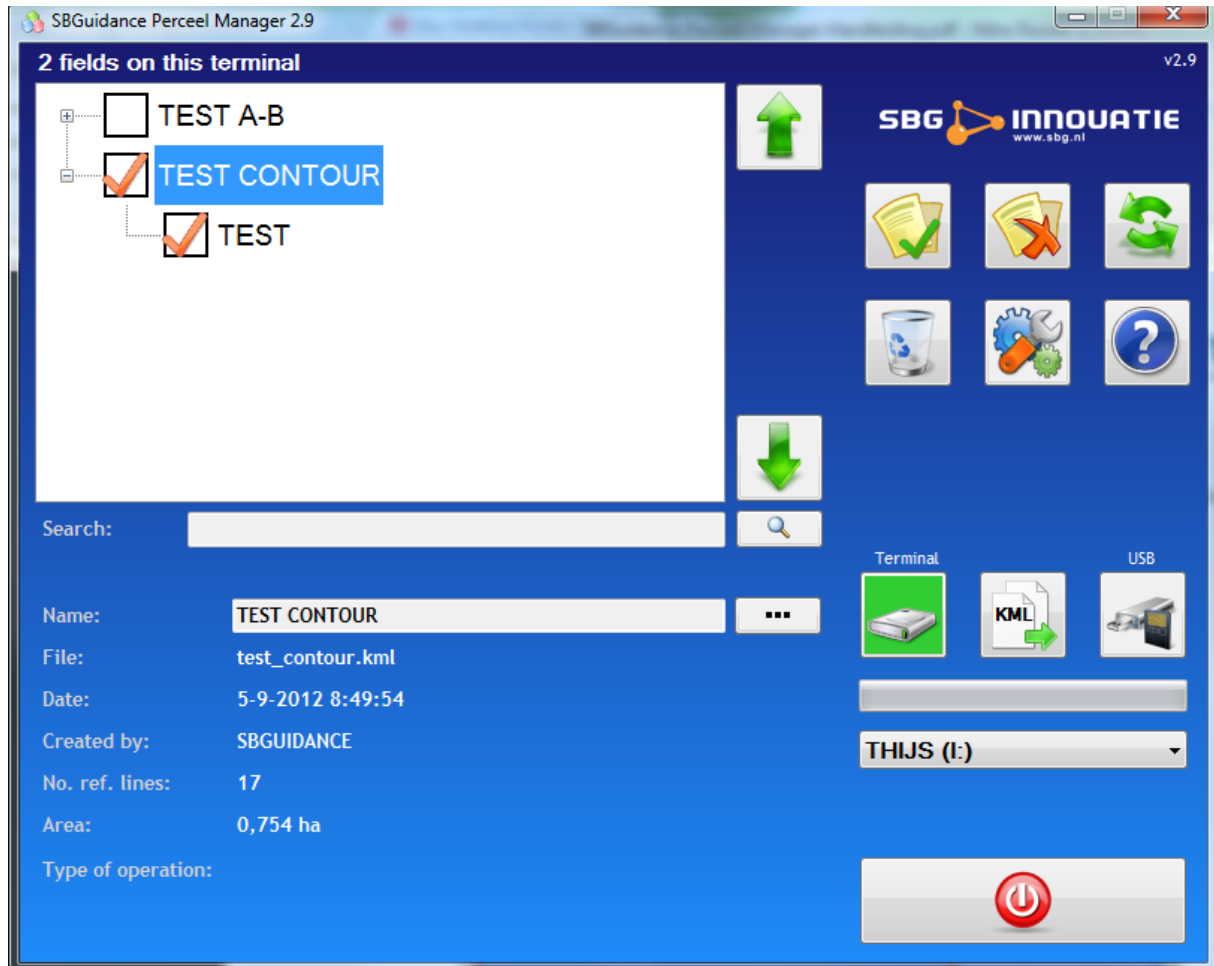 SBGuidance Perceel Manager 2.9
2 fields on this terminal
v2.9
TEST A-B
TEST CONTOUR
TEST
SBG INNOVATIE
www.sbg.nl
Search:
Terminal
USB
KML
Name: TEST CONTOUR
File: test_contour.kml
Date: 5-9-2012 8:49:54
Created by: SBGUIDANCE
No. ref. lines: 17
Area: 0,754 ha
Type of operation:
THIJS (I:)